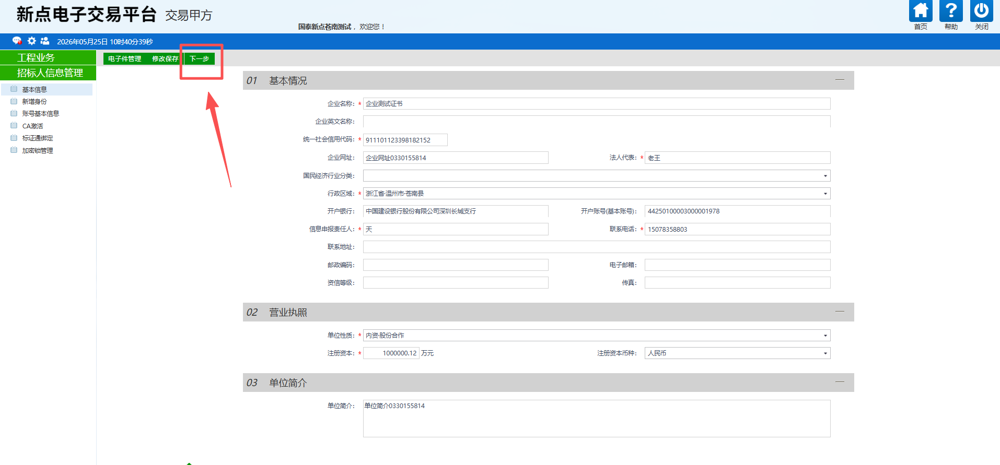 新点电子交易平台 交易甲方
国泰新点苍南测试， 欢迎您！
首页 帮助 关闭
2026年05月25日 10时40分39秒
工程业务
招标人信息管理
基本信息
新增身份
账号基本信息
CA激活
标证通绑定
加密锁管理
电子件管理 修改保存 下一步
01 基本情况
企业名称：* 企业测试证书
企业英文名称：
统一社会信用代码：* 911101123398182152
企业网址： 企业网址0330155814 法人代表：* 老王
国民经济行业分类：
行政区域：* 浙江省·温州市·苍南县
开户银行： 中国建设银行股份有限公司深圳长城支行 开户账号(基本账号)： 44250100003000001978
信息申报责任人：* 天 联系电话：* 15078358803
联系地址：
邮政编码： 电子邮箱：
资信等级： 传真：
02 营业执照
单位性质：* 内资·股份合作
注册资本：* 1000000.12 万元 注册资本币种： 人民币
03 单位简介
单位简介： 单位简介0330155814